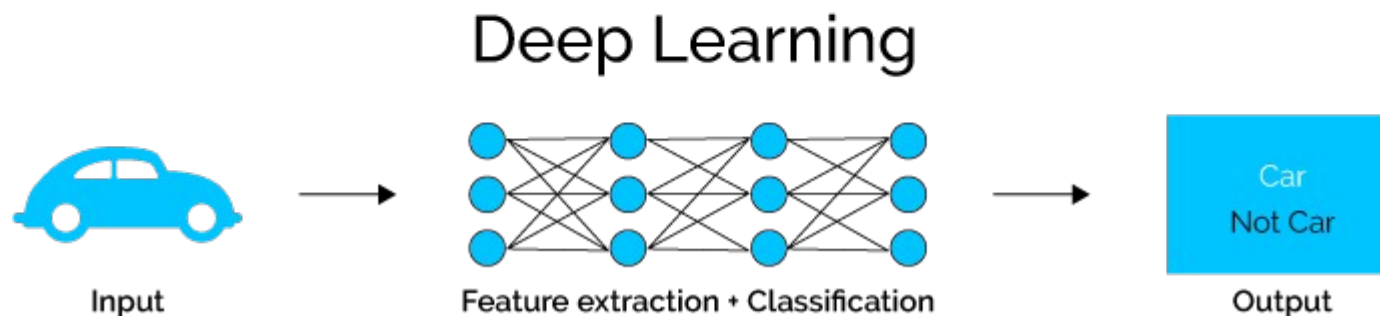 Deep Learning
Car
Not Car
Input
Feature extraction + Classification
Output